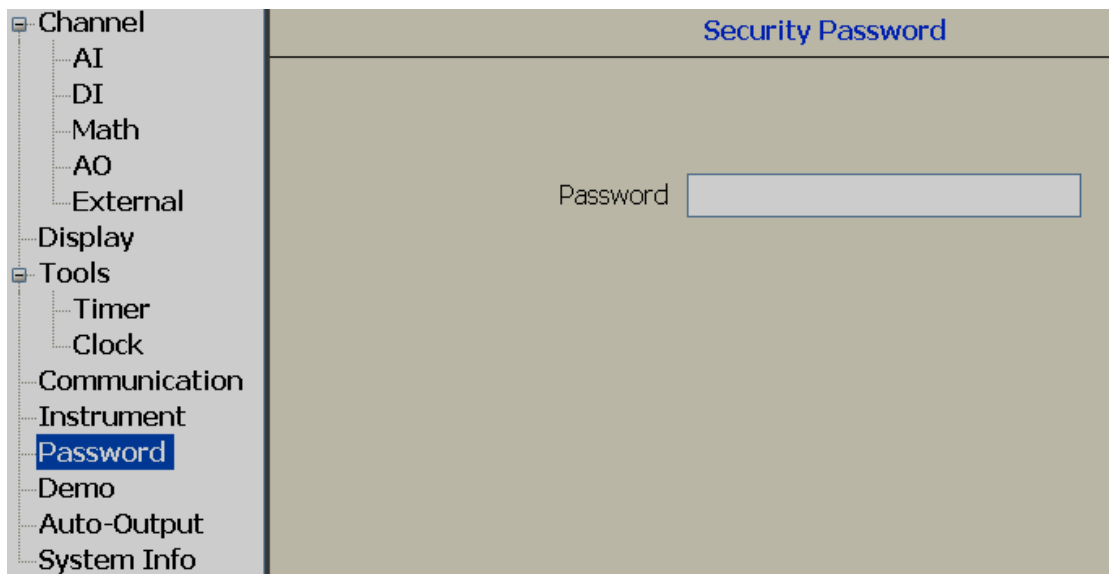 Channel
AI
DI
Math
AO
External
Display
Tools
Timer
Clock
Communication
Instrument
Password
Demo
Auto-Output
System Info
Security Password
Password